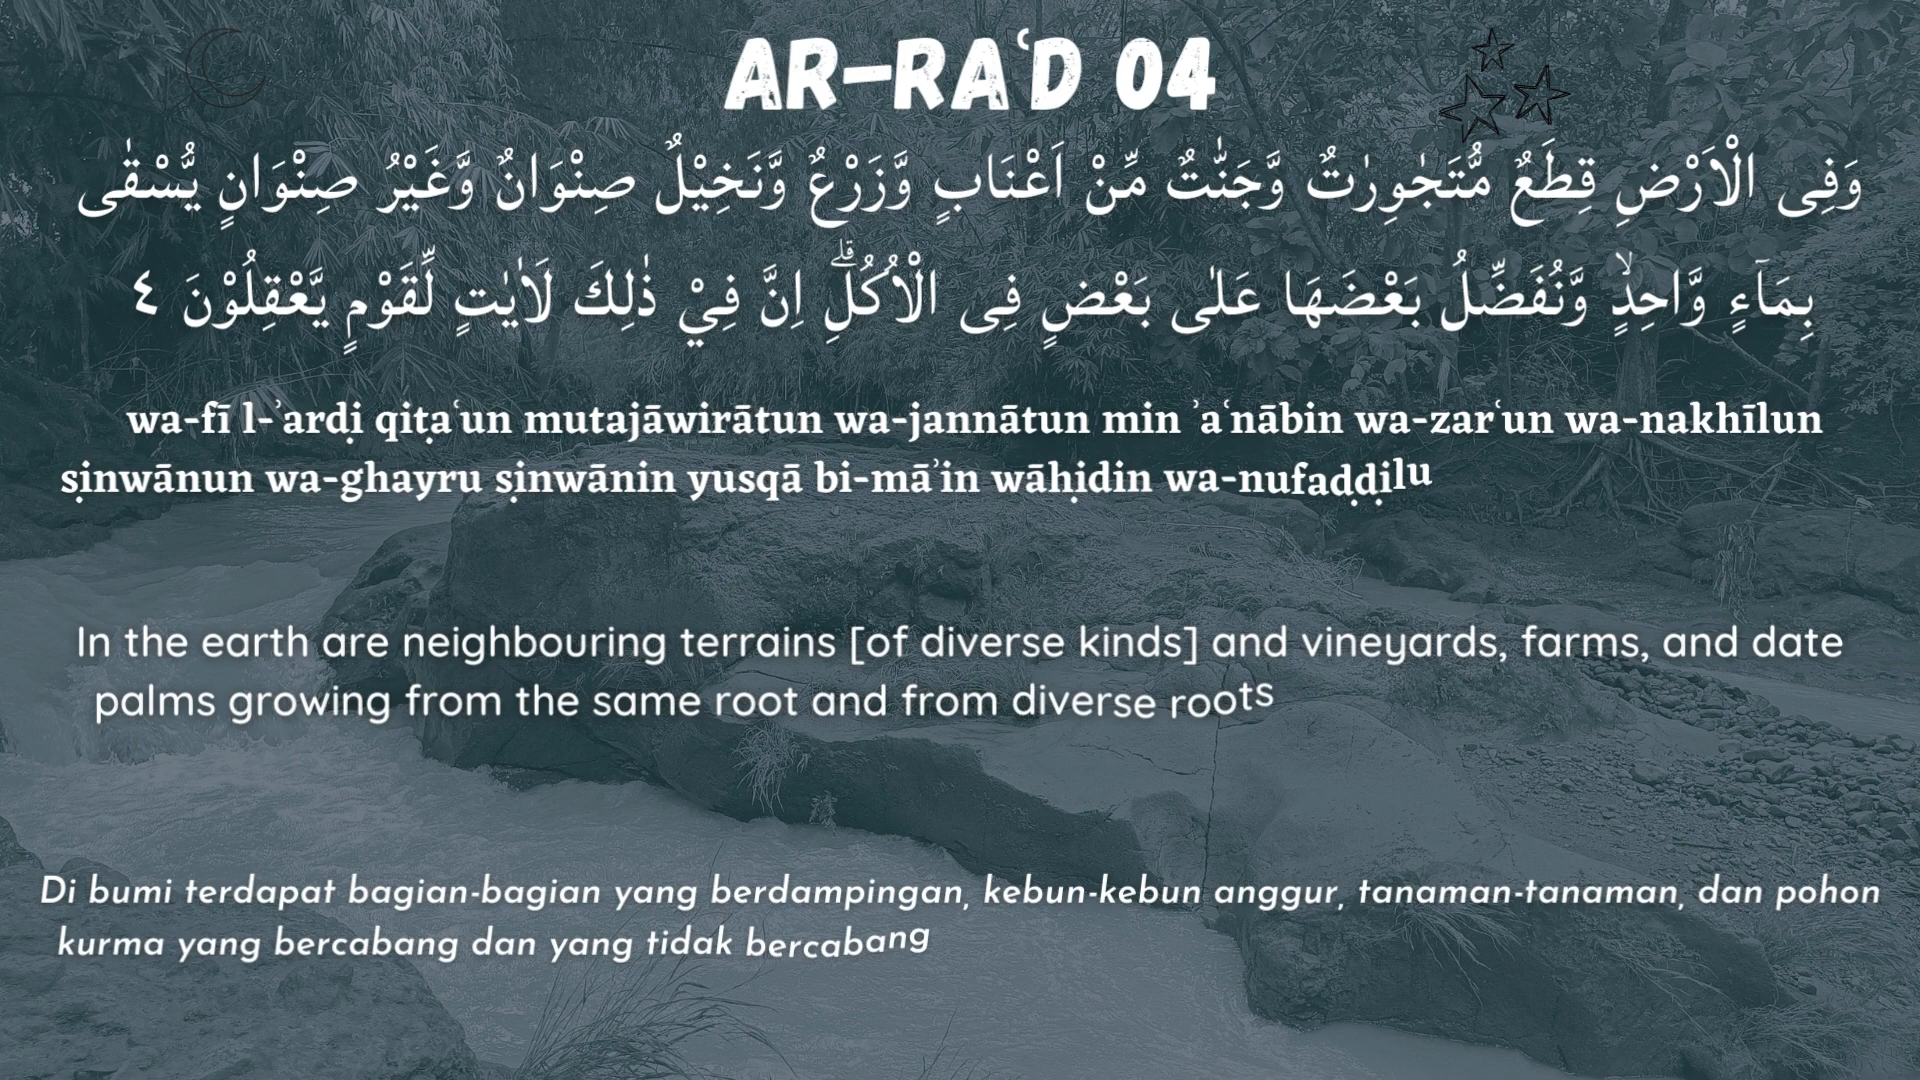 AR-RAʿD 04
وَفِى الْاَرْضِ قِطَعٌ مُّتَجٰوِرٰتٌ وَّجَنّٰتٌ مِّنْ اَعْنَابٍ وَّزَرْعٌ وَّنَخِيْلٌ صِنْوَانٌ وَّغَيْرُ صِنْوَانٍ يُّسْقٰى
بِمَاۤءٍ وَّاحِدٍۙ وَّنُفَضِّلُ بَعْضَهَا عَلٰى بَعْضٍ فِى الْاُكُلِۗ اِنَّ فِيْ ذٰلِكَ لَاٰيٰتٍ لِّقَوْمٍ يَّعْقِلُوْنَ ٤
wa-fī l-ʾarḍi qiṭaʿun mutajāwirātun wa-jannātun min ʾaʿnābin wa-zarʿun wa-nakhīlun
ṣinwānun wa-ghayru ṣinwānin yusqā bi-māʾin wāḥidin wa-nufaḍḍilu
In the earth are neighbouring terrains [of diverse kinds] and vineyards, farms, and date
palms growing from the same root and from diverse roots
Di bumi terdapat bagian-bagian yang berdampingan, kebun-kebun anggur, tanaman-tanaman, dan pohon
kurma yang bercabang dan yang tidak bercabang